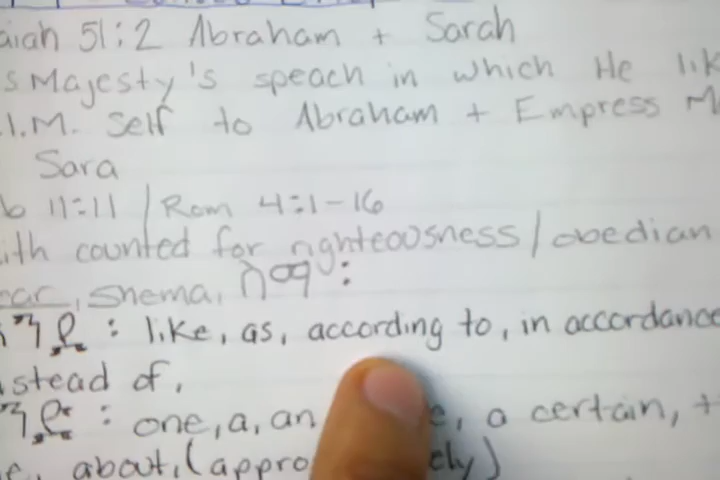 aiah 51:2 Abraham + Sarah
s Majesty's speach in which He lik
.I.M. Self to Abraham + Empress M
Sara
b 11:11 / Rom 4:1-16
ith counted for righteousness/obedian
ear, shema, ሰማዕ:
: like, as, according to, in accordance
stead of,
: one, a, an e, a certain, +
e, about, (appro ely)